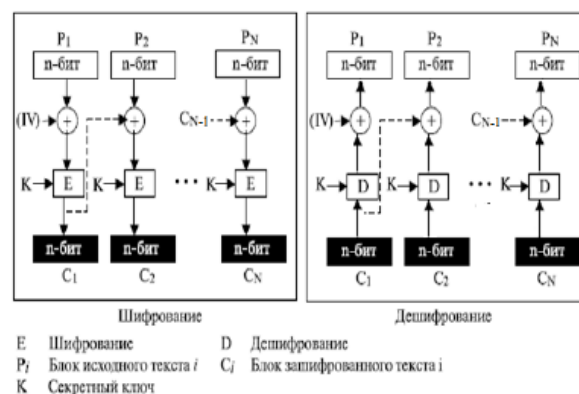 P1 P2 PN
n-бит n-бит n-бит
(IV) + + CN-1 +
K E K E ... K E
n-бит n-бит n-бит
C1 C2 CN
Шифрование
P1 P2 PN
n-бит n-бит n-бит
(IV) + + CN-1 +
K D K D ... K D
n-бит n-бит n-бит
C1 C2 CN
Дешифрование
E Шифрование D Дешифрование
Pi Блок исходного текста i Ci Блок зашифрованного текста i
K Секретный ключ